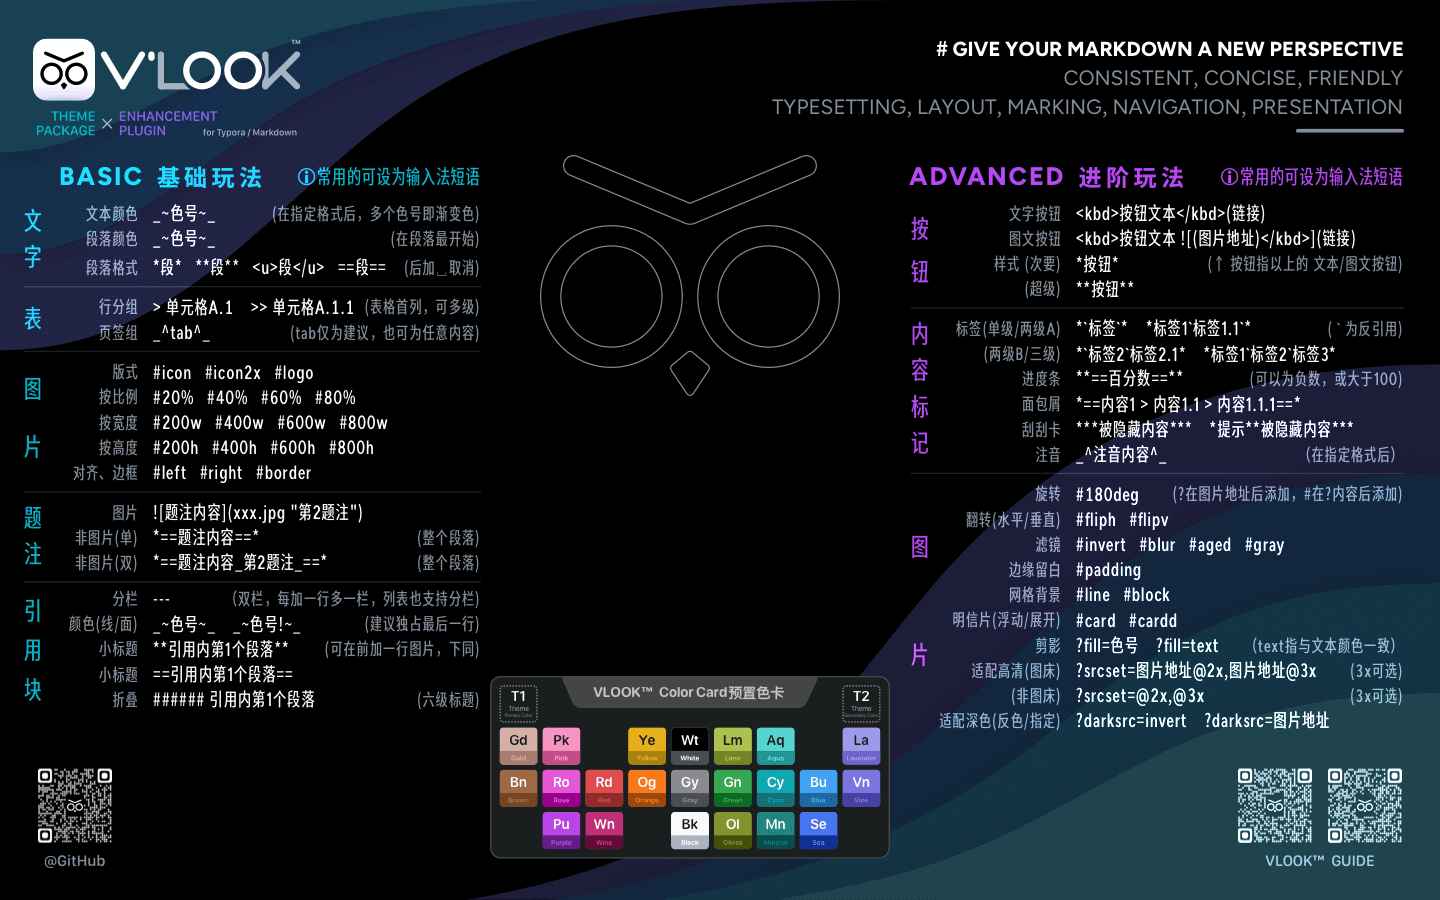 V'LOOK™
THEME PACKAGE × ENHANCEMENT PLUGIN
for Typora / Markdown
# GIVE YOUR MARKDOWN A NEW PERSPECTIVE
CONSISTENT, CONCISE, FRIENDLY
TYPESETTING, LAYOUT, MARKING, NAVIGATION, PRESENTATION
BASIC 基础玩法 ⓘ常用的可设为输入法短语
文字
文本颜色 _~色号~_ (在指定格式后，多个色号即渐变色)
段落颜色 _~色号~_ (在段落最开始)
段落格式 *段* **段** <u>段</u> ==段== (后加␣取消)
表
行分组 > 单元格A.1 >> 单元格A.1.1 (表格首列，可多级)
页签组 _^tab^_ (tab仅为建议，也可为任意内容)
图片
版式 #icon #icon2x #logo
按比例 #20% #40% #60% #80%
按宽度 #200w #400w #600w #800w
按高度 #200h #400h #600h #800h
对齐、边框 #left #right #border
题注
图片 ![题注内容](xxx.jpg "第2题注")
非图片(单) *==题注内容==* (整个段落)
非图片(双) *==题注内容_第2题注_==* (整个段落)
引用块
分栏 --- (双栏，每加一行多一栏，列表也支持分栏)
颜色(线/面) _~色号~_ _~色号!~_ (建议独占最后一行)
小标题 **引用内第1个段落** (可在前加一行图片，下同)
小标题 ==引用内第1个段落==
折叠 ###### 引用内第1个段落 (六级标题)
@GitHub
ADVANCED 进阶玩法 ⓘ常用的可设为输入法短语
按钮
文字按钮 <kbd>按钮文本</kbd>(链接)
图文按钮 <kbd>按钮文本 ![(图片地址)</kbd>](链接)
样式 (次要) *按钮* (↑ 按钮指以上的 文本/图文按钮)
(超级) **按钮**
内容标记
标签(单级/两级A) *`标签`* *标签1`标签1.1`* ( ` 为反引用)
(两级B/三级) *`标签2`标签2.1* *标签1`标签2`标签3*
进度条 **==百分数==** (可以为负数，或大于100)
面包屑 *==内容1 > 内容1.1 > 内容1.1.1==*
刮刮卡 ***被隐藏内容*** *提示**被隐藏内容***
注音 _^注音内容^_ (在指定格式后)
图片
旋转 #180deg (?在图片地址后添加，#在?内容后添加)
翻转(水平/垂直) #fliph #flipv
滤镜 #invert #blur #aged #gray
边缘留白 #padding
网格背景 #line #block
明信片(浮动/展开) #card #cardd
剪影 ?fill=色号 ?fill=text (text指与文本颜色一致)
适配高清(图床) ?srcset=图片地址@2x,图片地址@3x (3x可选)
(非图床) ?srcset=@2x,@3x (3x可选)
适配深色(反色/指定) ?darksrc=invert ?darksrc=图片地址
VLOOK™ GUIDE
VLOOK™ Color Card预置色卡
T1 Theme Primary Color
T2 Theme Secondary Color
Gd Pk Ye Wt Lm Aq La
Gold Pink Yellow White Lime Aqua Lavender
Bn Ro Rd Og Gy Gn Cy Bu Vn
Brown Rose Red Orange Gray Green Cyan Blue Vine
Pu Wn Bk Ol Mn Se
Purple Wine Black Olives Mineral Sea